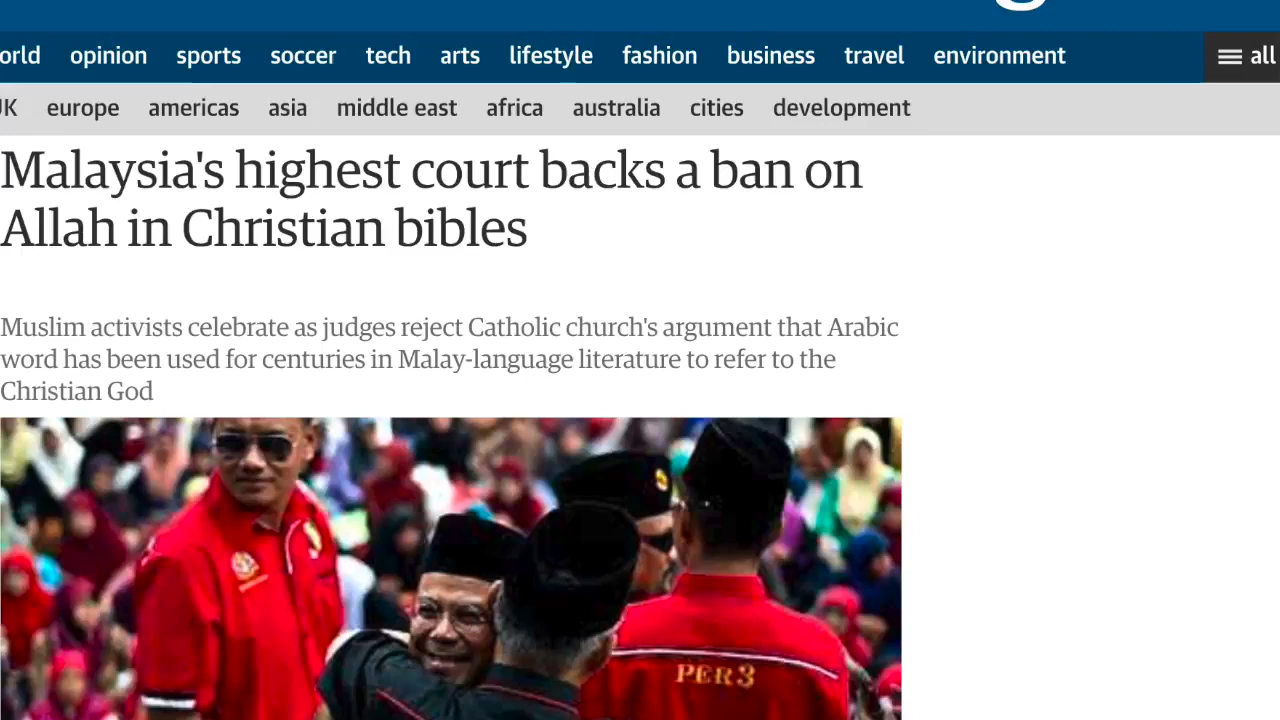 opinion sports soccer tech arts lifestyle fashion business travel environment all
europe americas asia middle east africa australia cities development
Malaysia's highest court backs a ban on
Allah in Christian bibles
Muslim activists celebrate as judges reject Catholic church's argument that Arabic
word has been used for centuries in Malay-language literature to refer to the
Christian God
PER3